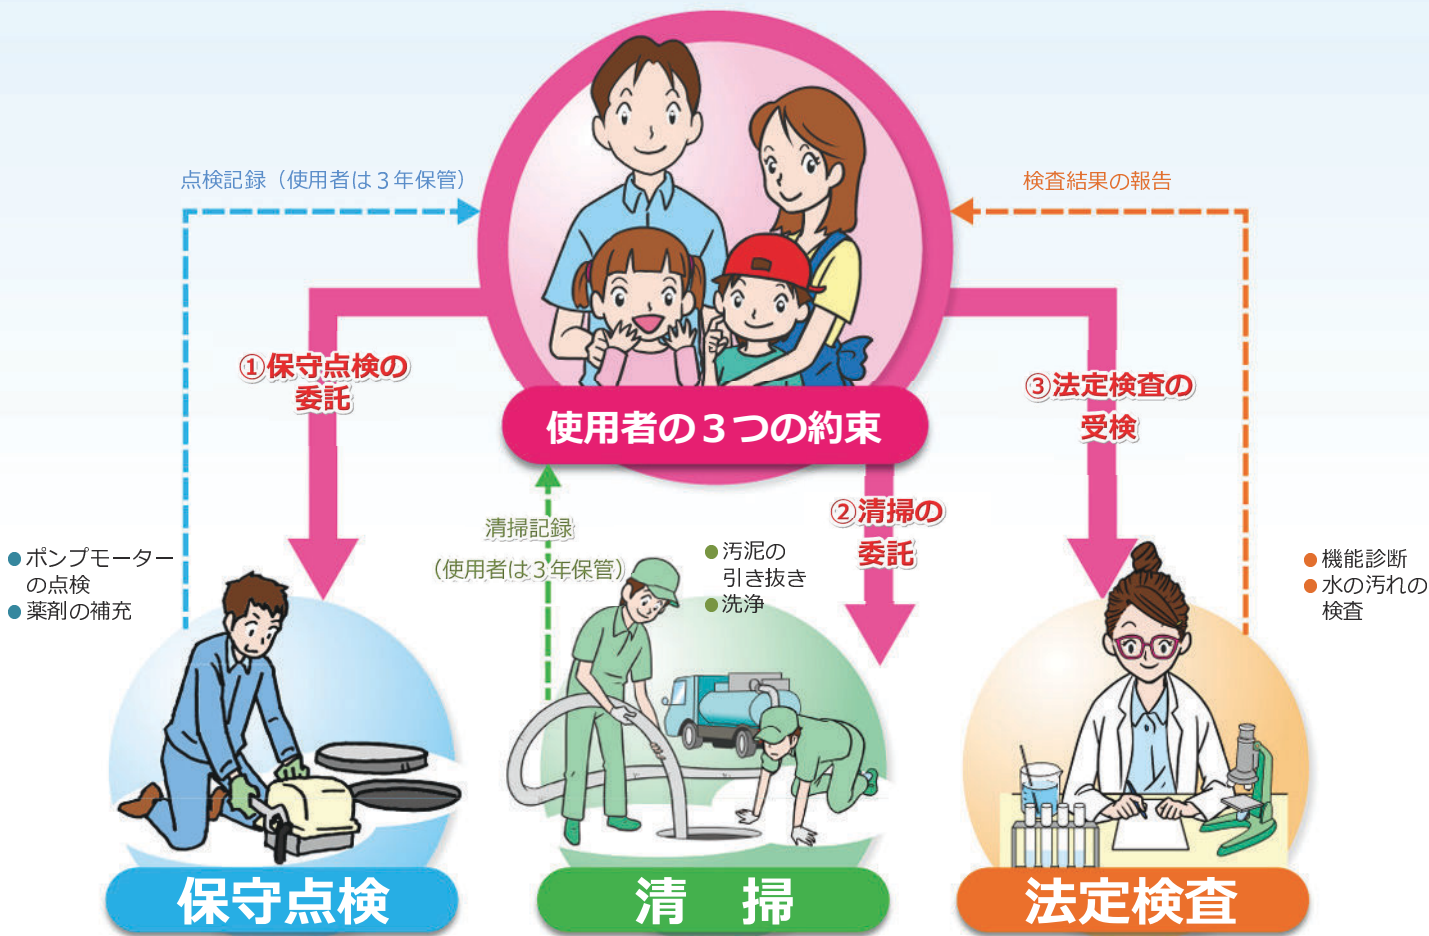 点検記録（使用者は３年保管）
検査結果の報告
①保守点検の
委託
③法定検査の
受検
使用者の３つの約束
②清掃の
委託
清掃記録
（使用者は３年保管）
●ポンプモーター
の点検
●薬剤の補充
●汚泥の
引き抜き
●洗浄
●機能診断
●水の汚れの
検査
保守点検
清　掃
法定検査